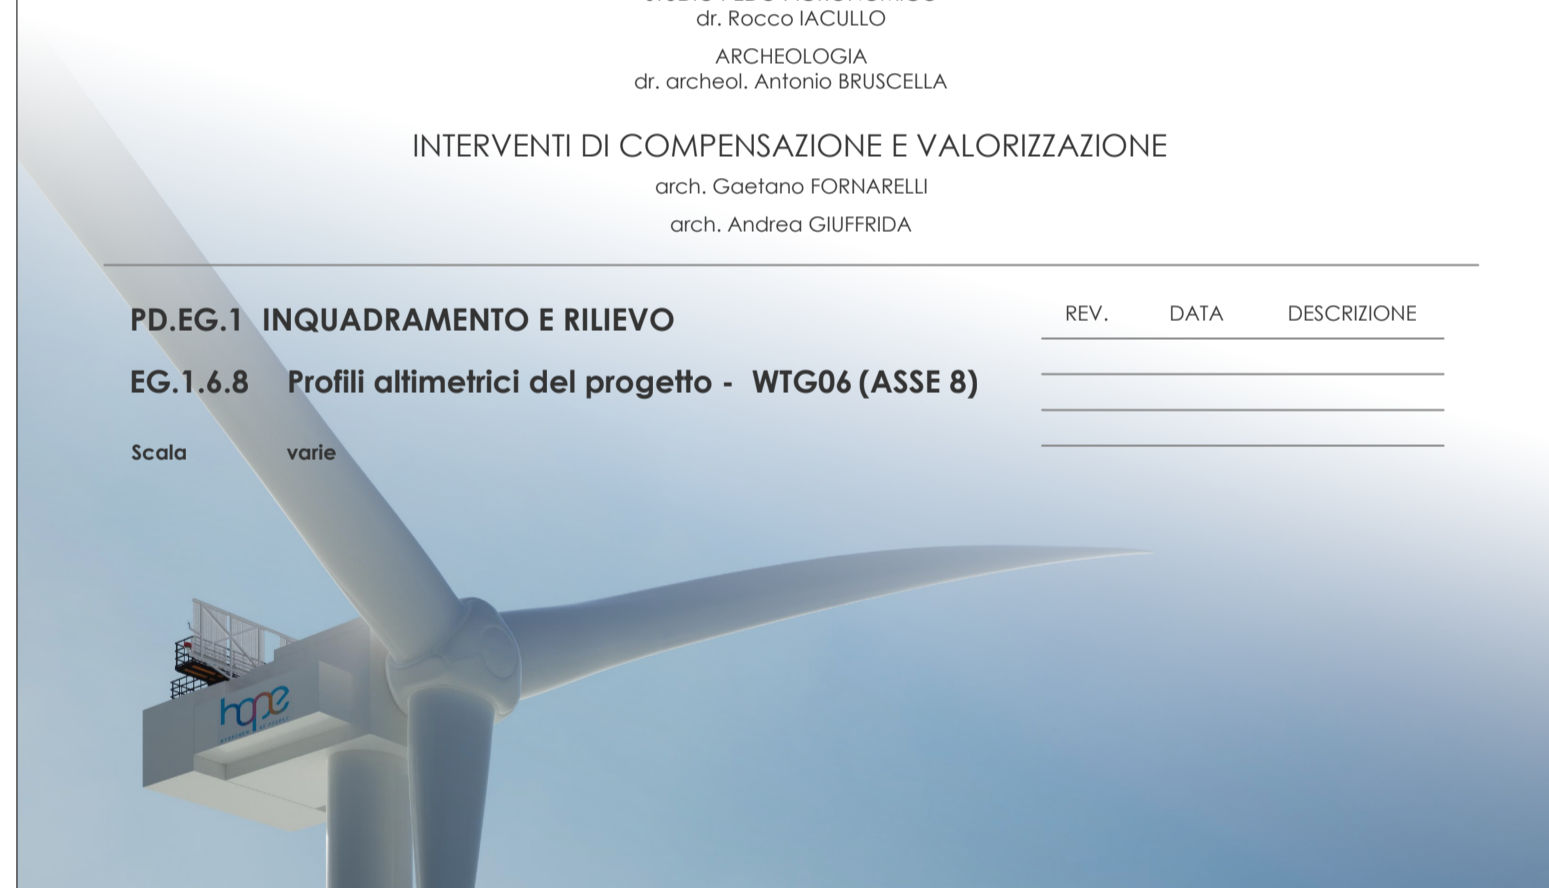 dr. Rocco IACULLO
ARCHEOLOGIA
dr. archeol. Antonio BRUSCELLA
INTERVENTI DI COMPENSAZIONE E VALORIZZAZIONE
arch. Gaetano FORNARELLI
arch. Andrea GIUFFRIDA
PD.EG.1 INQUADRAMENTO E RILIEVO
REV. DATA DESCRIZIONE
EG.1.6.8 Profili altimetrici del progetto - WTG06 (ASSE 8)
Scala varie
hope